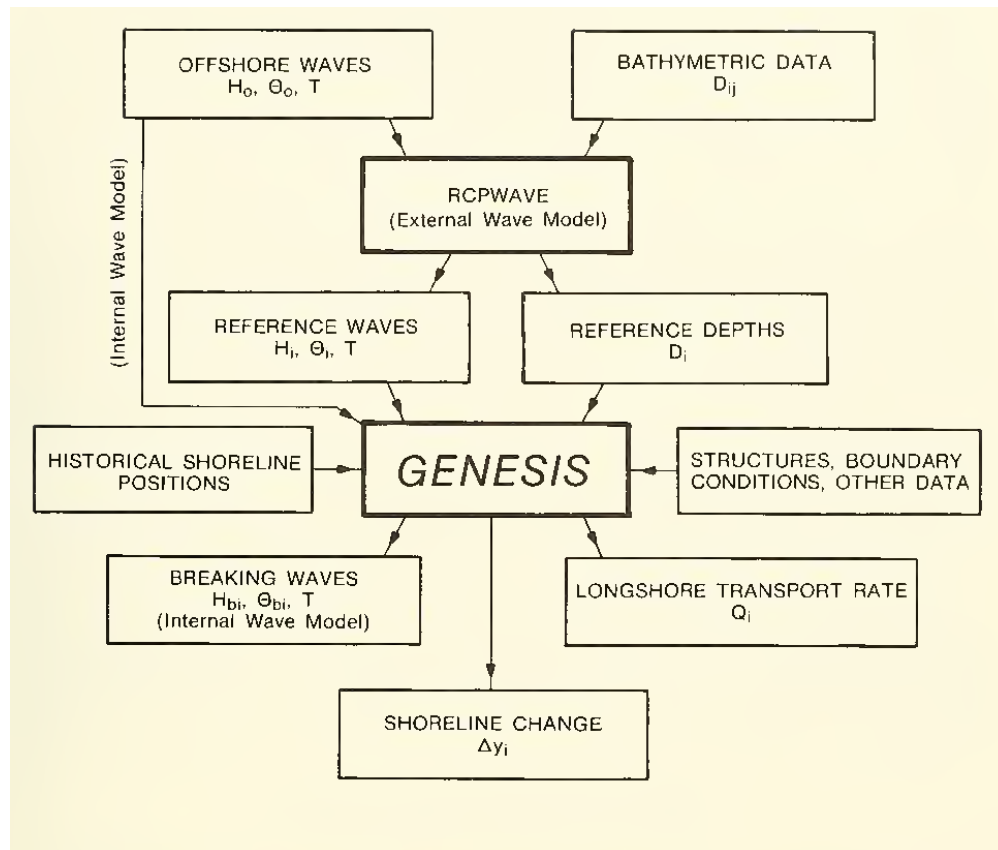 OFFSHORE WAVES
Hₒ, Θₒ, T
BATHYMETRIC DATA
Dᵢⱼ
(Internal Wave Model)
RCPWAVE
(External Wave Model)
REFERENCE WAVES
Hᵢ, Θᵢ, T
REFERENCE DEPTHS
Dᵢ
HISTORICAL SHORELINE
POSITIONS
GENESIS
STRUCTURES, BOUNDARY
CONDITIONS, OTHER DATA
BREAKING WAVES
H_bi, Θ_bi, T
(Internal Wave Model)
LONGSHORE TRANSPORT RATE
Qᵢ
SHORELINE CHANGE
Δyᵢ